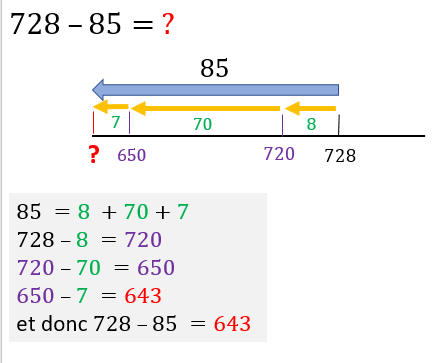 728 – 85 = ?
85
7 70 8
? 650 720 728
85 = 8 + 70 + 7
728 – 8 = 720
720 – 70 = 650
650 – 7 = 643
et donc 728 – 85 = 643